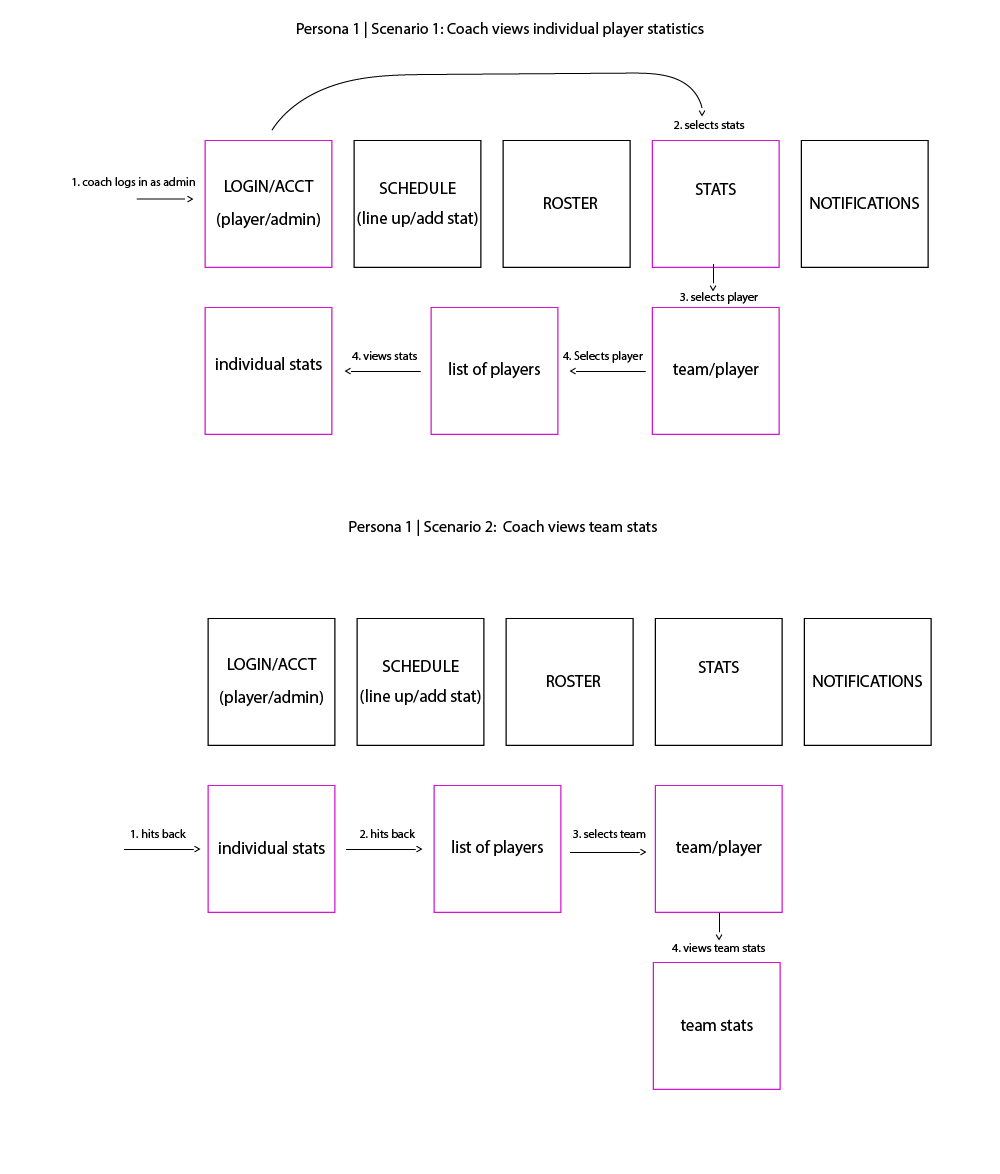 Persona 1 | Scenario 1: Coach views individual player statistics
2. selects stats
1. coach logs in as admin
LOGIN/ACCT
(player/admin)
SCHEDULE
(line up/add stat)
ROSTER
STATS
NOTIFICATIONS
3. selects player
individual stats
4. views stats
list of players
4. Selects player
team/player
Persona 1 | Scenario 2:  Coach views team stats
LOGIN/ACCT
(player/admin)
SCHEDULE
(line up/add stat)
ROSTER
STATS
NOTIFICATIONS
1. hits back
individual stats
2. hits back
list of players
3. selects team
team/player
4. views team stats
team stats